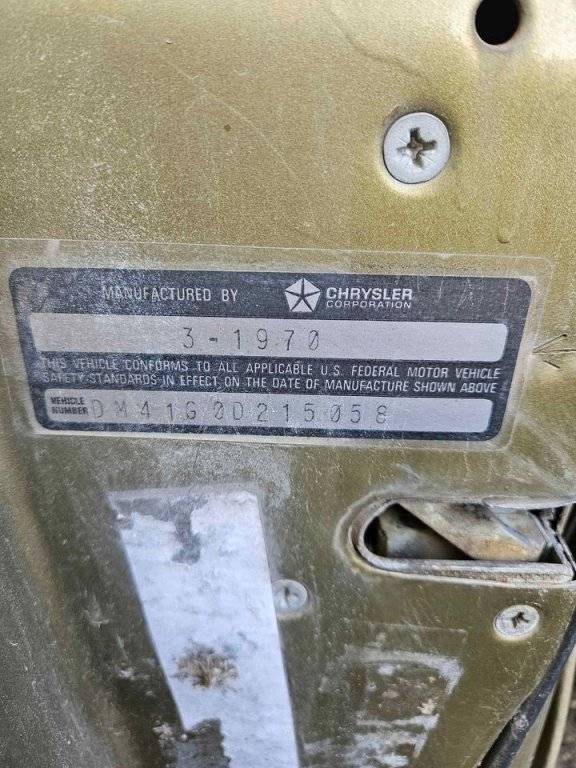 MANUFACTURED BY CHRYSLER CORPORATION
3-1970
THIS VEHICLE CONFORMS TO ALL APPLICABLE U.S. FEDERAL MOTOR VEHICLE
SAFETY STANDARDS IN EFFECT ON THE DATE OF MANUFACTURE SHOWN ABOVE
VEHICLE NUMBER DM41G0D215058